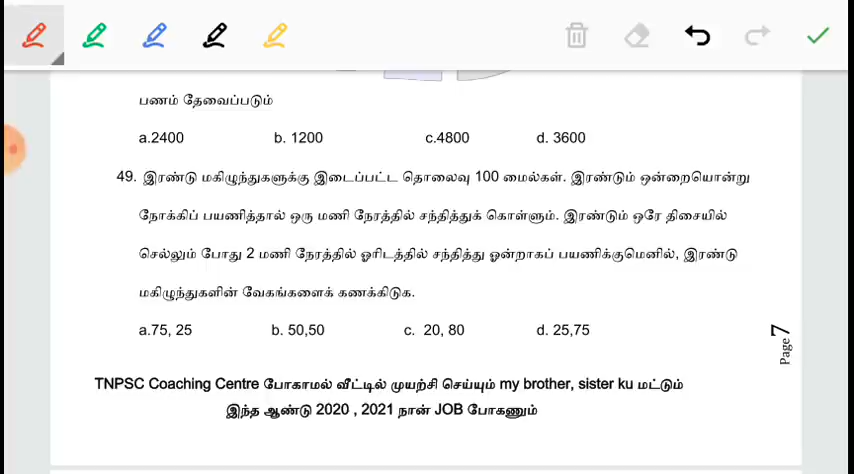 பணம் தேவைப்படும்
a.2400 b. 1200 c.4800 d. 3600
49. இரண்டு மகிழுந்துகளுக்கு இடைப்பட்ட தொலைவு 100 மைல்கள். இரண்டும் ஒன்றையொன்று
நோக்கிப் பயணித்தால் ஒரு மணி நேரத்தில் சந்தித்துக் கொள்ளும். இரண்டும் ஒரே திசையில்
செல்லும் போது 2 மணி நேரத்தில் ஓரிடத்தில் சந்தித்து ஓன்றாகப் பயணிக்குமெனில், இரண்டு
மகிழுந்துகளின் வேகங்களைக் கணக்கிடுக.
a.75, 25 b. 50,50 c. 20, 80 d. 25,75
Page 7
TNPSC Coaching Centre போகாமல் வீட்டில் முயற்சி செய்யும் my brother, sister ku மட்டும்
இந்த ஆண்டு 2020 , 2021 நான் JOB போகணும்